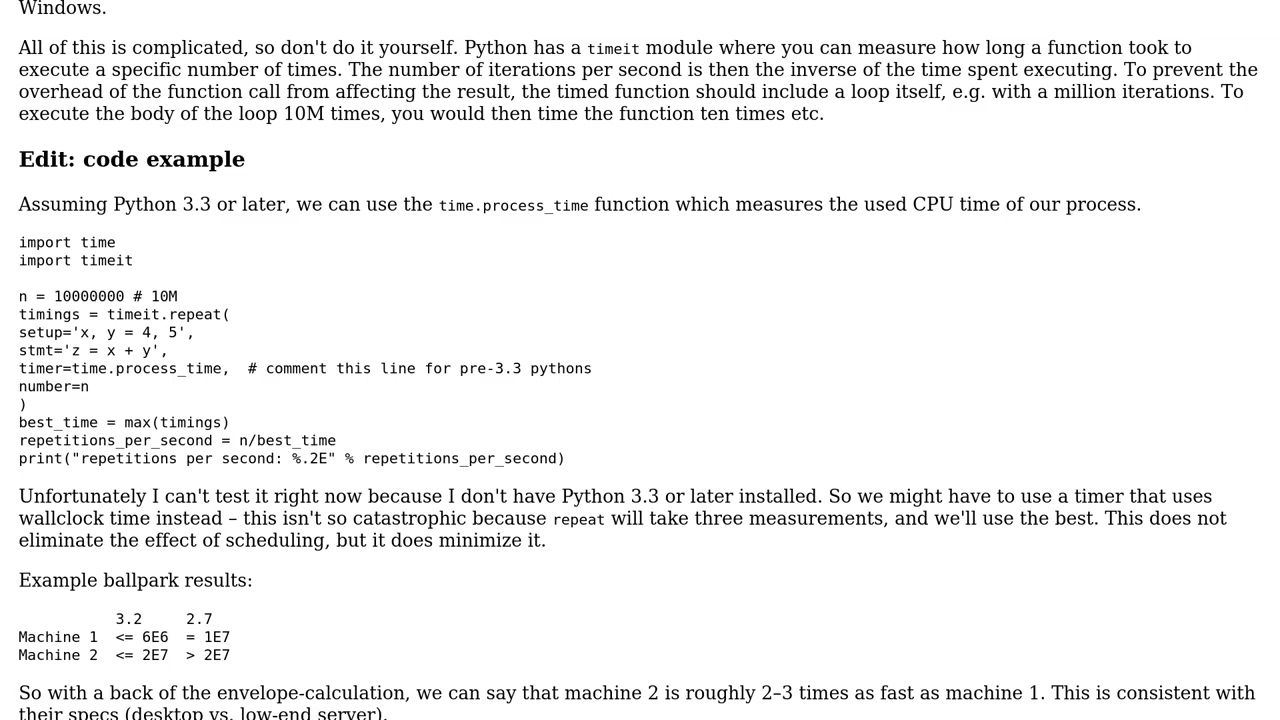 Windows.
All of this is complicated, so don't do it yourself. Python has a timeit module where you can measure how long a function took to
execute a specific number of times. The number of iterations per second is then the inverse of the time spent executing. To prevent the
overhead of the function call from affecting the result, the timed function should include a loop itself, e.g. with a million iterations. To
execute the body of the loop 10M times, you would then time the function ten times etc.
Edit: code example
Assuming Python 3.3 or later, we can use the time.process_time function which measures the used CPU time of our process.
import time
import timeit
n = 10000000 # 10M
timings = timeit.repeat(
setup='x, y = 4, 5',
stmt='z = x + y',
timer=time.process_time,  # comment this line for pre-3.3 pythons
number=n
)
best_time = max(timings)
repetitions_per_second = n/best_time
print("repetitions per second: %.2E" % repetitions_per_second)
Unfortunately I can't test it right now because I don't have Python 3.3 or later installed. So we might have to use a timer that uses
wallclock time instead – this isn't so catastrophic because repeat will take three measurements, and we'll use the best. This does not
eliminate the effect of scheduling, but it does minimize it.
Example ballpark results:
           3.2     2.7
Machine 1  <= 6E6  = 1E7
Machine 2  <= 2E7  > 2E7
So with a back of the envelope-calculation, we can say that machine 2 is roughly 2–3 times as fast as machine 1. This is consistent with
their specs (desktop vs. low-end server).